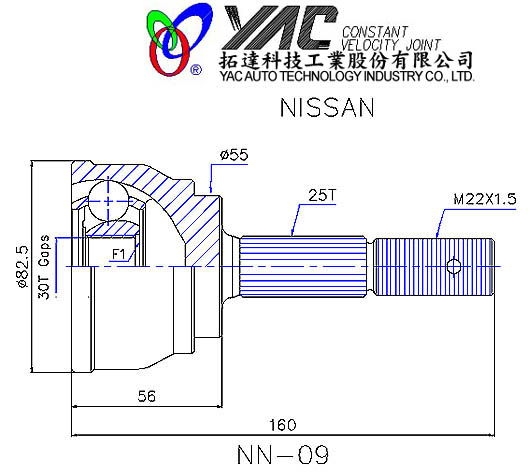 YAC CONSTANT
VELOCITY JOINT
®
拓達科技工業股份有限公司
YAC AUTO TECHNOLOGY INDUSTRY CO., LTD.
NISSAN
ø55
25T
M22X1.5
ø82.5
30T Gaps
F1
56
160
NN-09